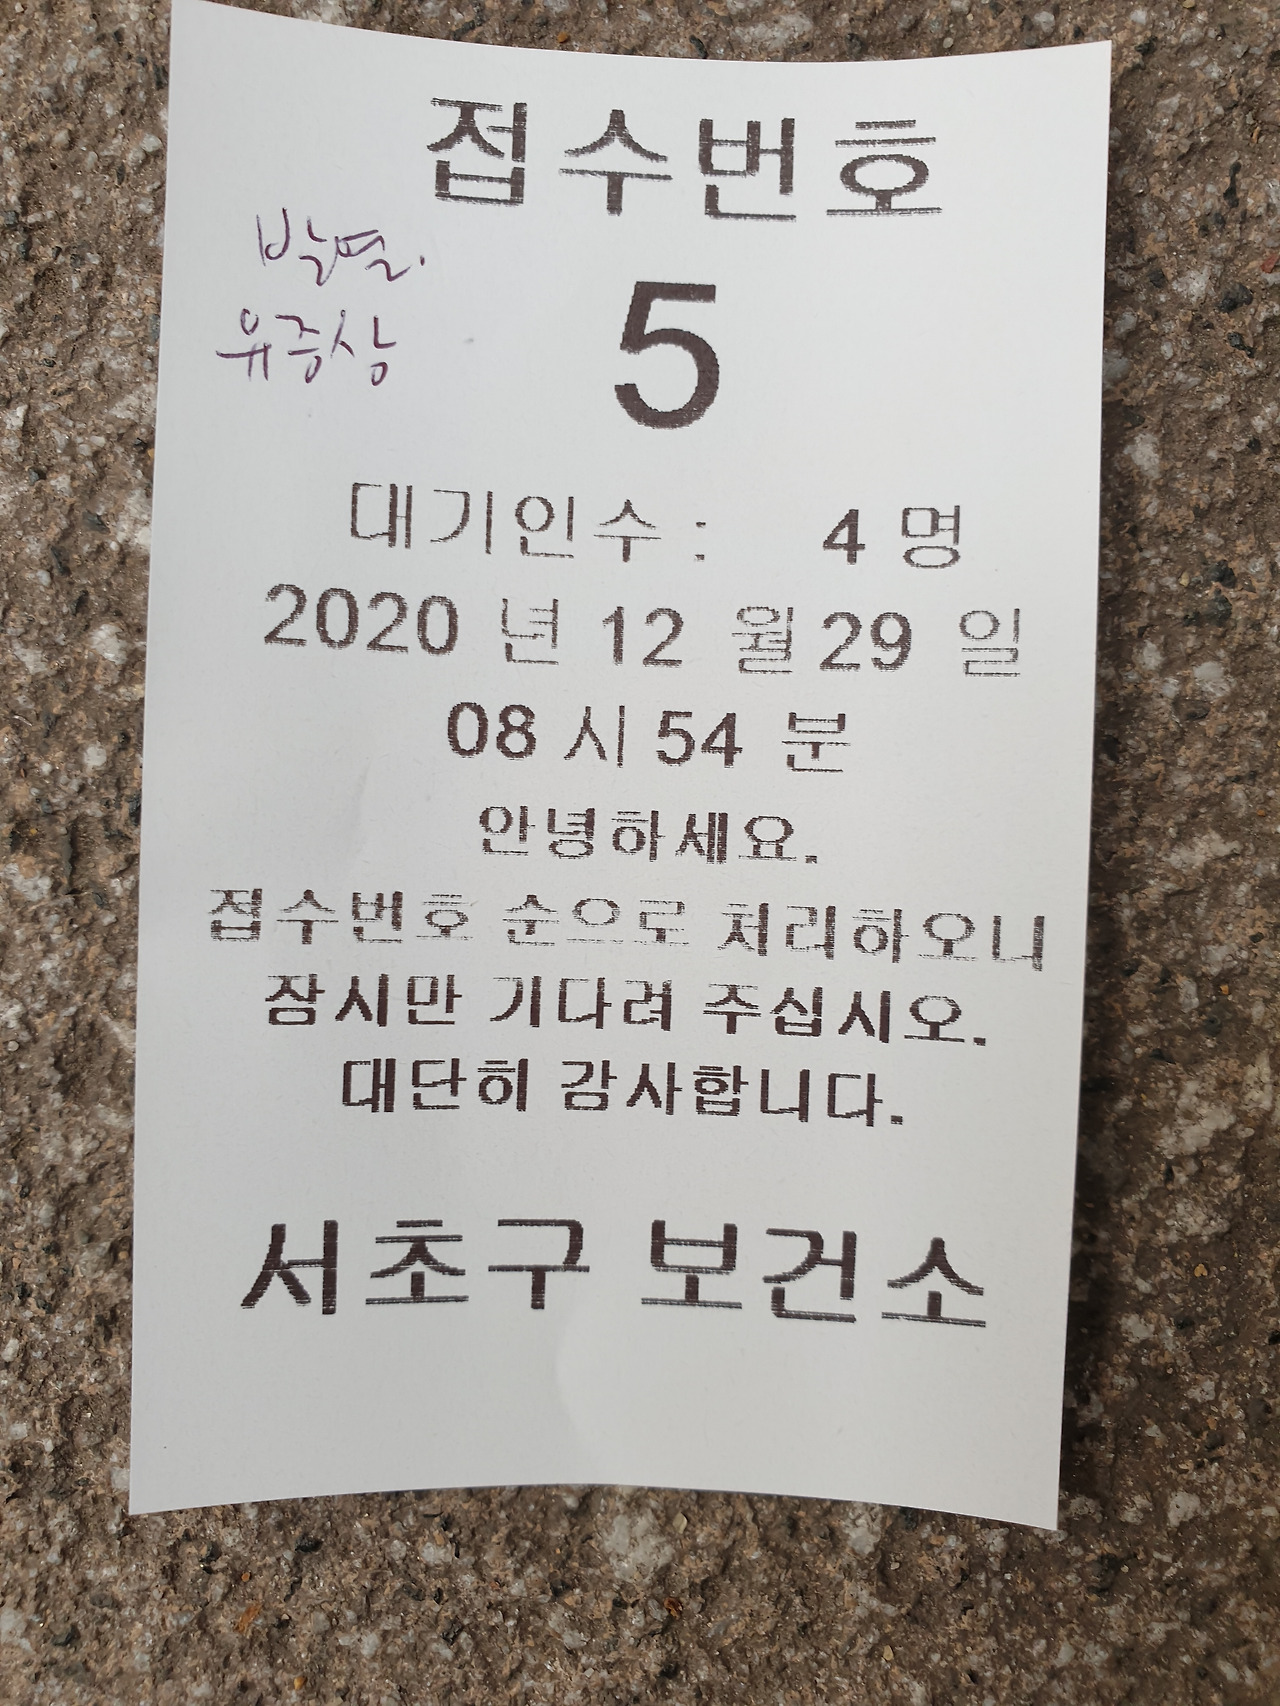 접수번호
발열.
유증상
5
대기인수 : 4 명
2020 년 12 월 29 일
08 시 54 분
안녕하세요.
접수번호 순으로 처리하오니
잠시만 기다려 주십시오.
대단히 감사합니다.
서초구 보건소